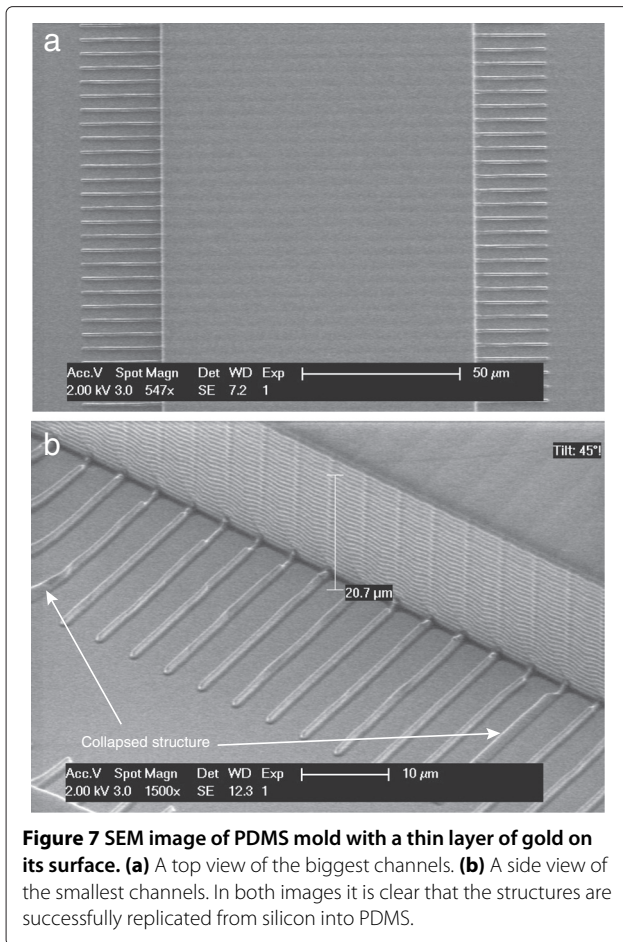 a
Acc.V Spot Magn Det WD Exp 50 µm
2.00 kV 3.0 547x SE 7.2 1
b
Tilt: 45°!
20.7 µm
Collapsed structure
Acc.V Spot Magn Det WD Exp 10 µm
2.00 kV 3.0 1500x SE 12.3 1
Figure 7 SEM image of PDMS mold with a thin layer of gold on
its surface. (a) A top view of the biggest channels. (b) A side view of
the smallest channels. In both images it is clear that the structures are
successfully replicated from silicon into PDMS.